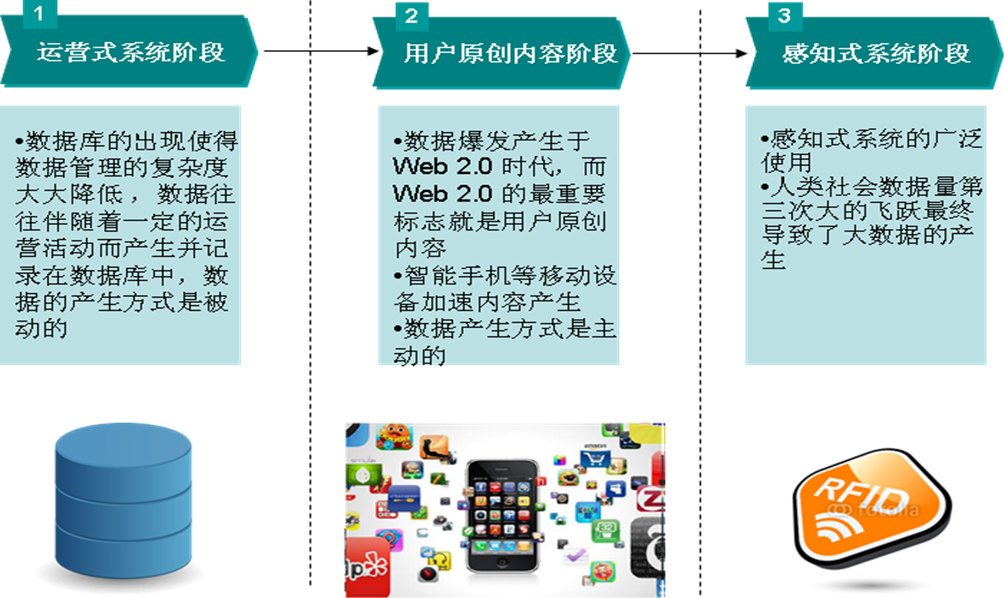 1
运营式系统阶段
•数据库的出现使得
数据管理的复杂度
大大降低，数据往
往伴随着一定的运
营活动而产生并记
录在数据库中，数
据的产生方式是被
动的
2
用户原创内容阶段
•数据爆发产生于
Web 2.0 时代，而
Web 2.0 的最重要
标志就是用户原创
内容
•智能手机等移动设
备加速内容产生
•数据产生方式是主
动的
3
感知式系统阶段
•感知式系统的广泛
使用
•人类社会数据量第
三次大的飞跃最终
导致了大数据的产
生
amazon
RFID
fotolia